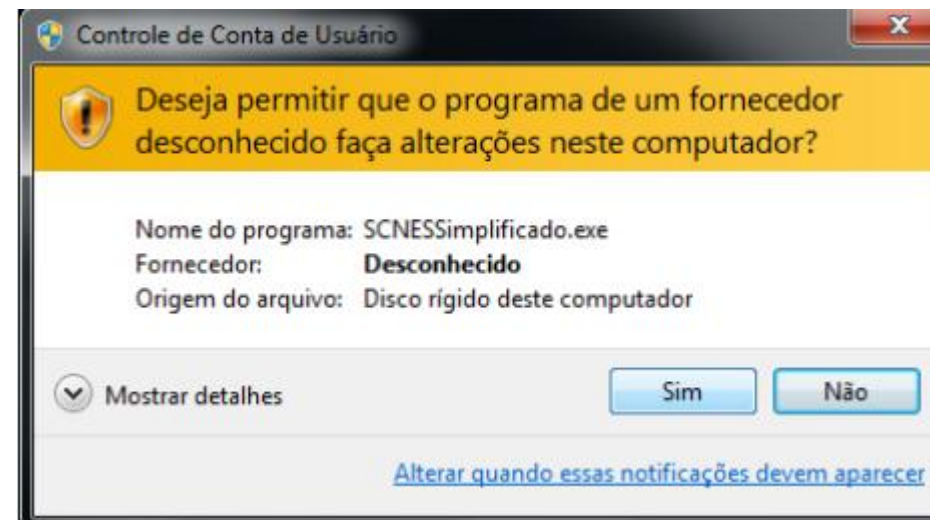 Controle de Conta de Usuário
Deseja permitir que o programa de um fornecedor
desconhecido faça alterações neste computador?
Nome do programa: SCNESSimplificado.exe
Fornecedor: Desconhecido
Origem do arquivo: Disco rígido deste computador
Mostrar detalhes
Sim
Não
Alterar quando essas notificações devem aparecer